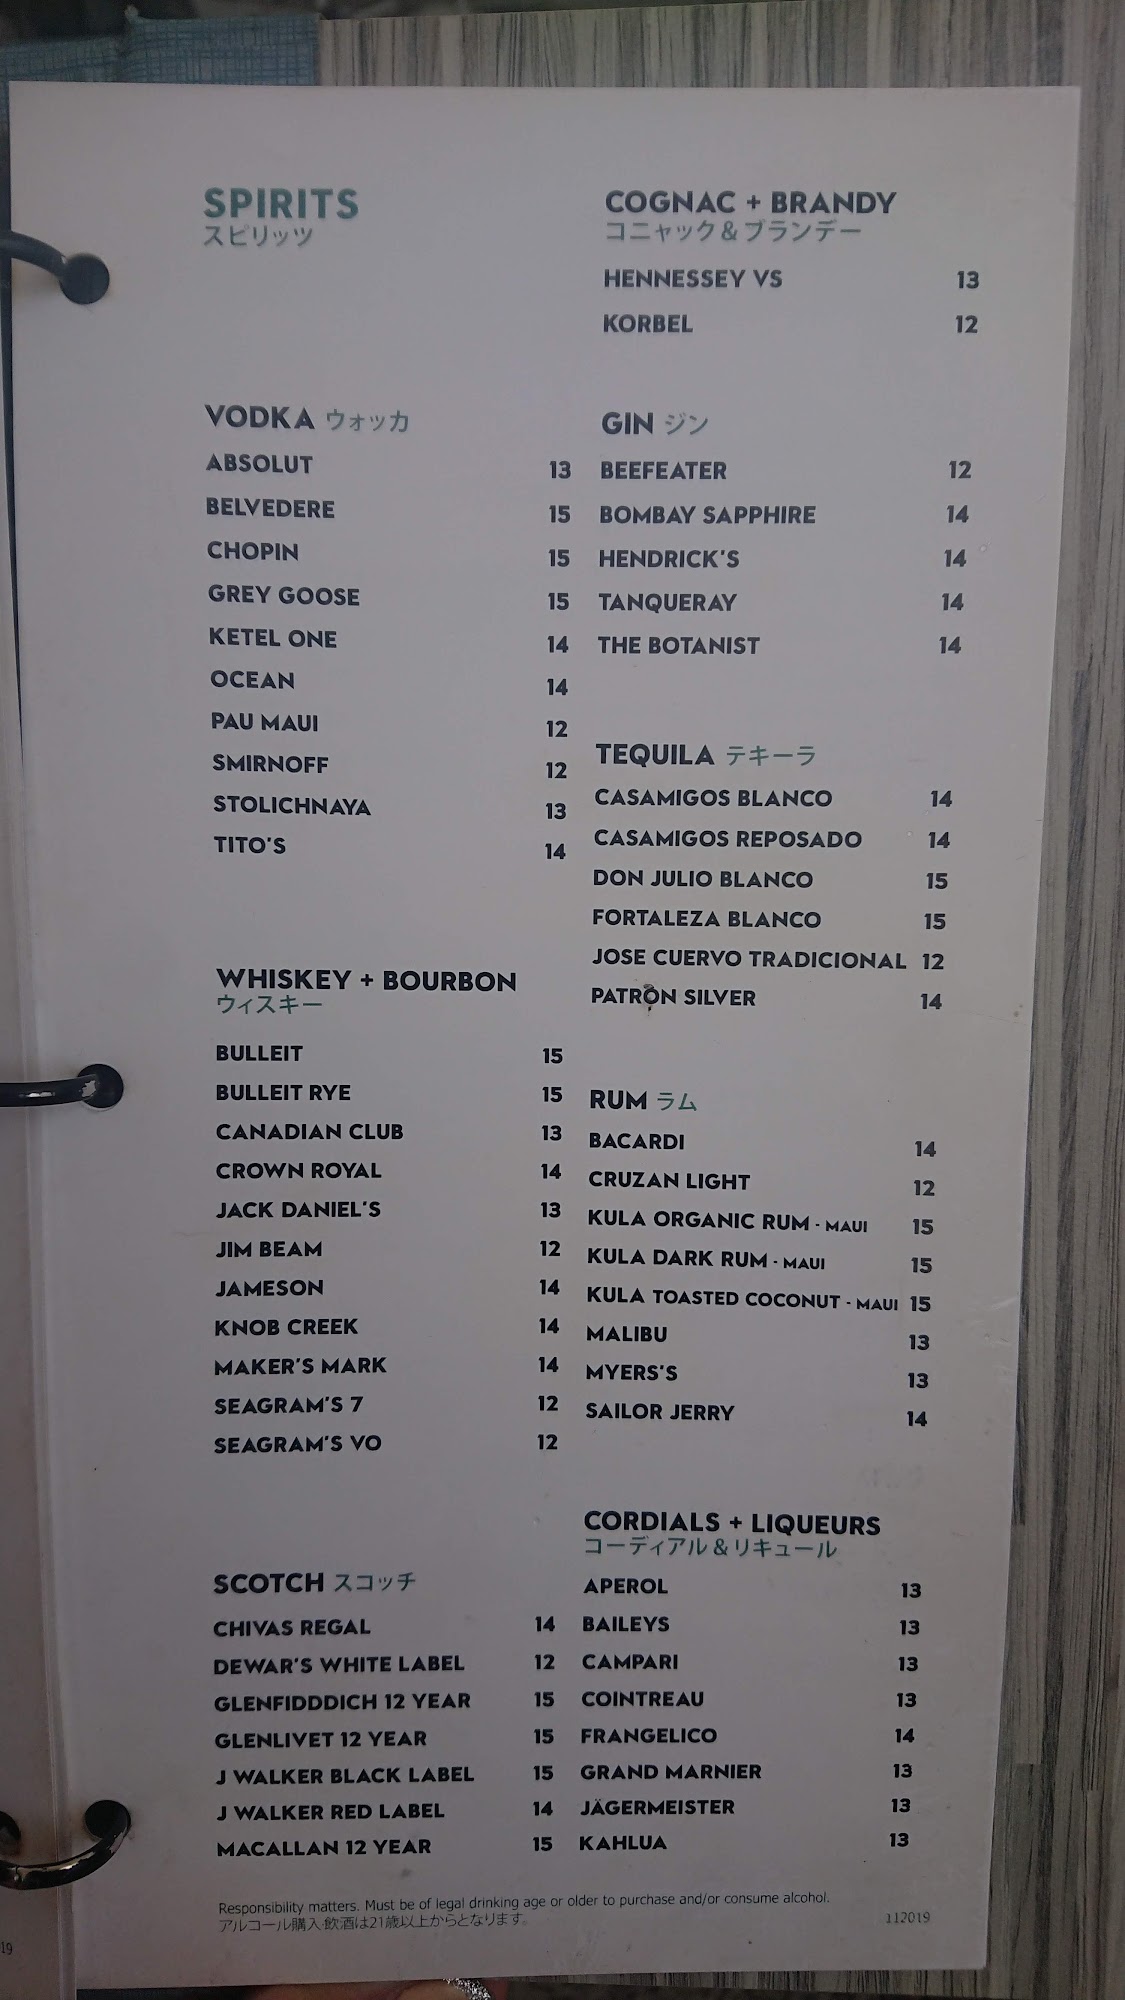 SPIRITS
スピリッツ
VODKA ウォッカ
ABSOLUT 13
BELVEDERE 15
CHOPIN 15
GREY GOOSE 15
KETEL ONE 14
OCEAN 14
PAU MAUI 12
SMIRNOFF 12
STOLICHNAYA 13
TITO'S 14
WHISKEY + BOURBON
ウィスキー
BULLEIT 15
BULLEIT RYE 15
CANADIAN CLUB 13
CROWN ROYAL 14
JACK DANIEL'S 13
JIM BEAM 12
JAMESON 14
KNOB CREEK 14
MAKER'S MARK 14
SEAGRAM'S 7 12
SEAGRAM'S VO 12
SCOTCH スコッチ
CHIVAS REGAL 14
DEWAR'S WHITE LABEL 12
GLENFIDDDICH 12 YEAR 15
GLENLIVET 12 YEAR 15
J WALKER BLACK LABEL 15
J WALKER RED LABEL 14
MACALLAN 12 YEAR 15
COGNAC + BRANDY
コニャック＆ブランデー
HENNESSEY VS 13
KORBEL 12
GIN ジン
BEEFEATER 12
BOMBAY SAPPHIRE 14
HENDRICK'S 14
TANQUERAY 14
THE BOTANIST 14
TEQUILA テキーラ
CASAMIGOS BLANCO 14
CASAMIGOS REPOSADO 14
DON JULIO BLANCO 15
FORTALEZA BLANCO 15
JOSE CUERVO TRADICIONAL 12
PATRON SILVER 14
RUM ラム
BACARDI 14
CRUZAN LIGHT 12
KULA ORGANIC RUM - MAUI 15
KULA DARK RUM - MAUI 15
KULA TOASTED COCONUT - MAUI 15
MALIBU 13
MYERS'S 13
SAILOR JERRY 14
CORDIALS + LIQUEURS
コーディアル＆リキュール
APEROL 13
BAILEYS 13
CAMPARI 13
COINTREAU 13
FRANGELICO 14
GRAND MARNIER 13
JÄGERMEISTER 13
KAHLUA 13
Responsibility matters. Must be of legal drinking age or older to purchase and/or consume alcohol.
アルコール購入飲酒は21歳以上からとなります。
112019
19